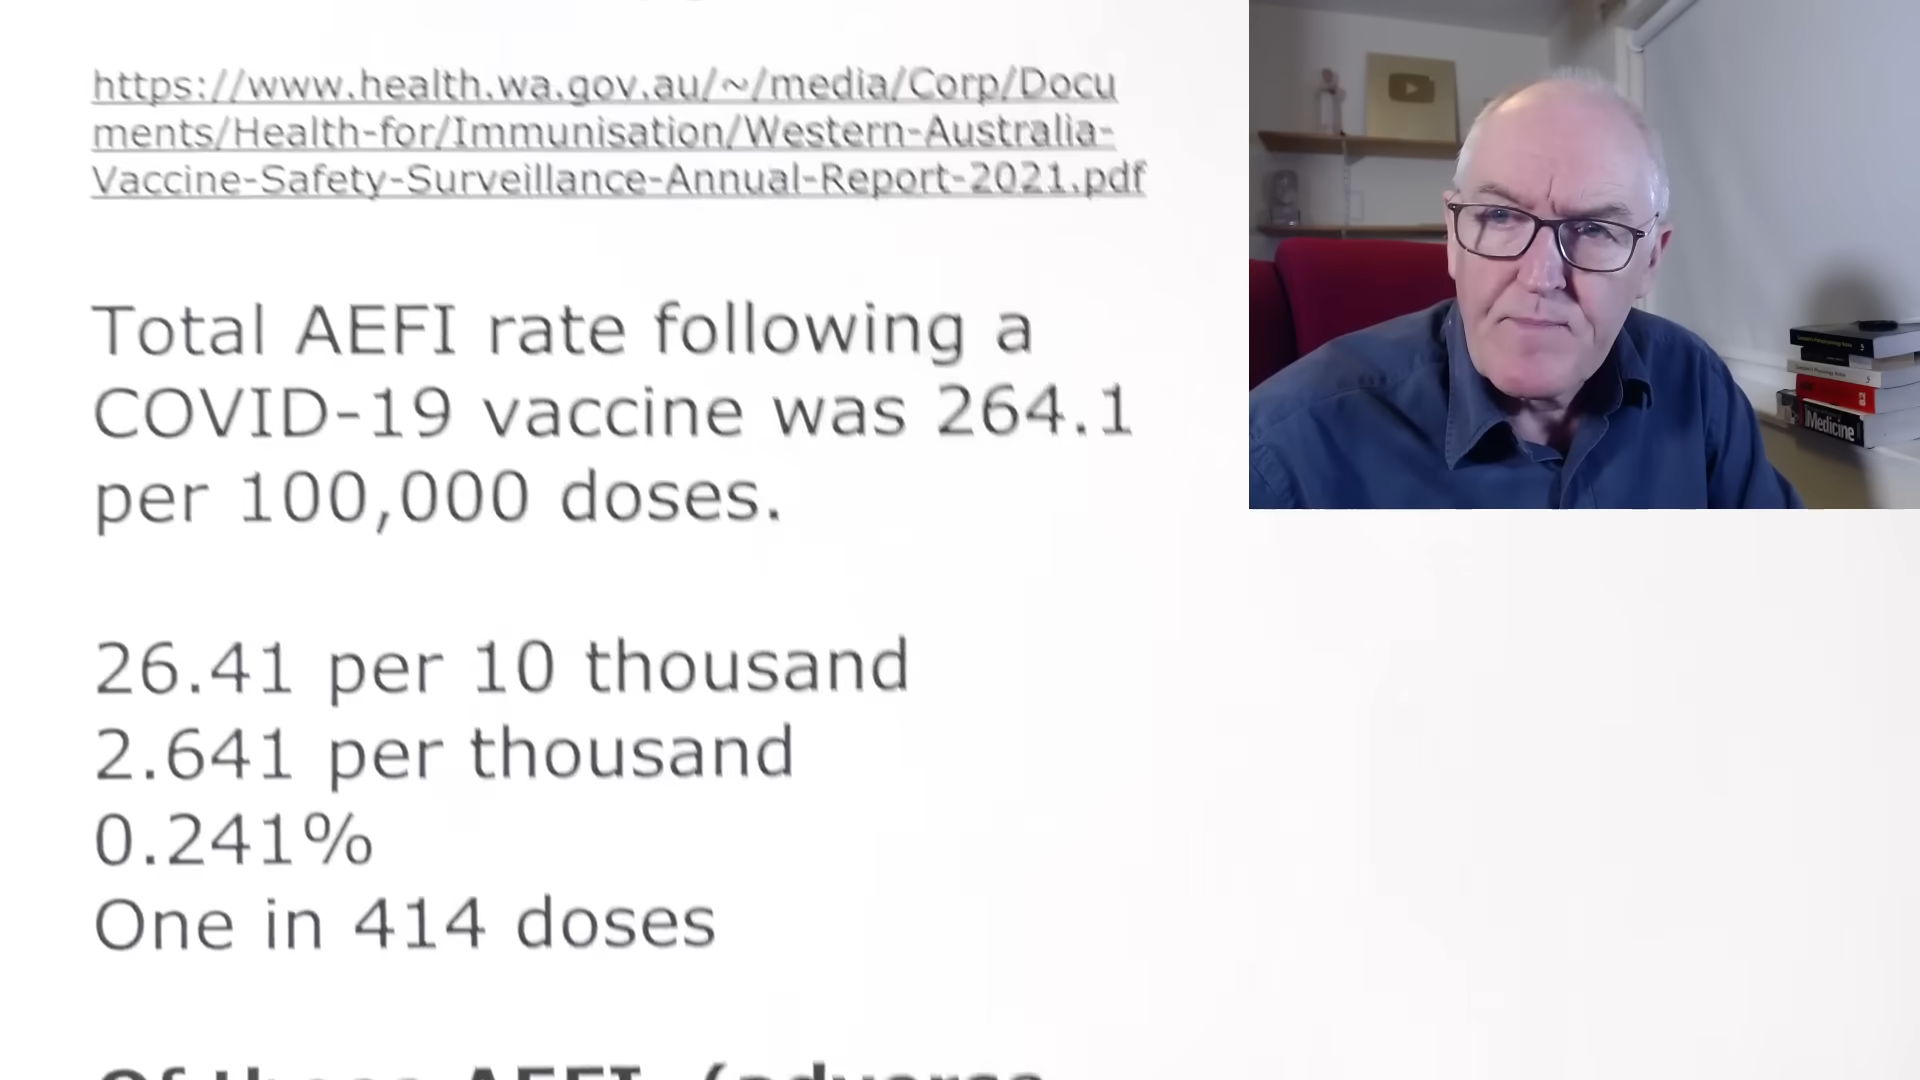 https://www.health.wa.gov.au/~/media/Corp/Docu
ments/Health-for/Immunisation/Western-Australia-
Vaccine-Safety-Surveillance-Annual-Report-2021.pdf
Total AEFI rate following a
COVID-19 vaccine was 264.1
per 100,000 doses.
26.41 per 10 thousand
2.641 per thousand
0.241%
One in 414 doses
Medicine